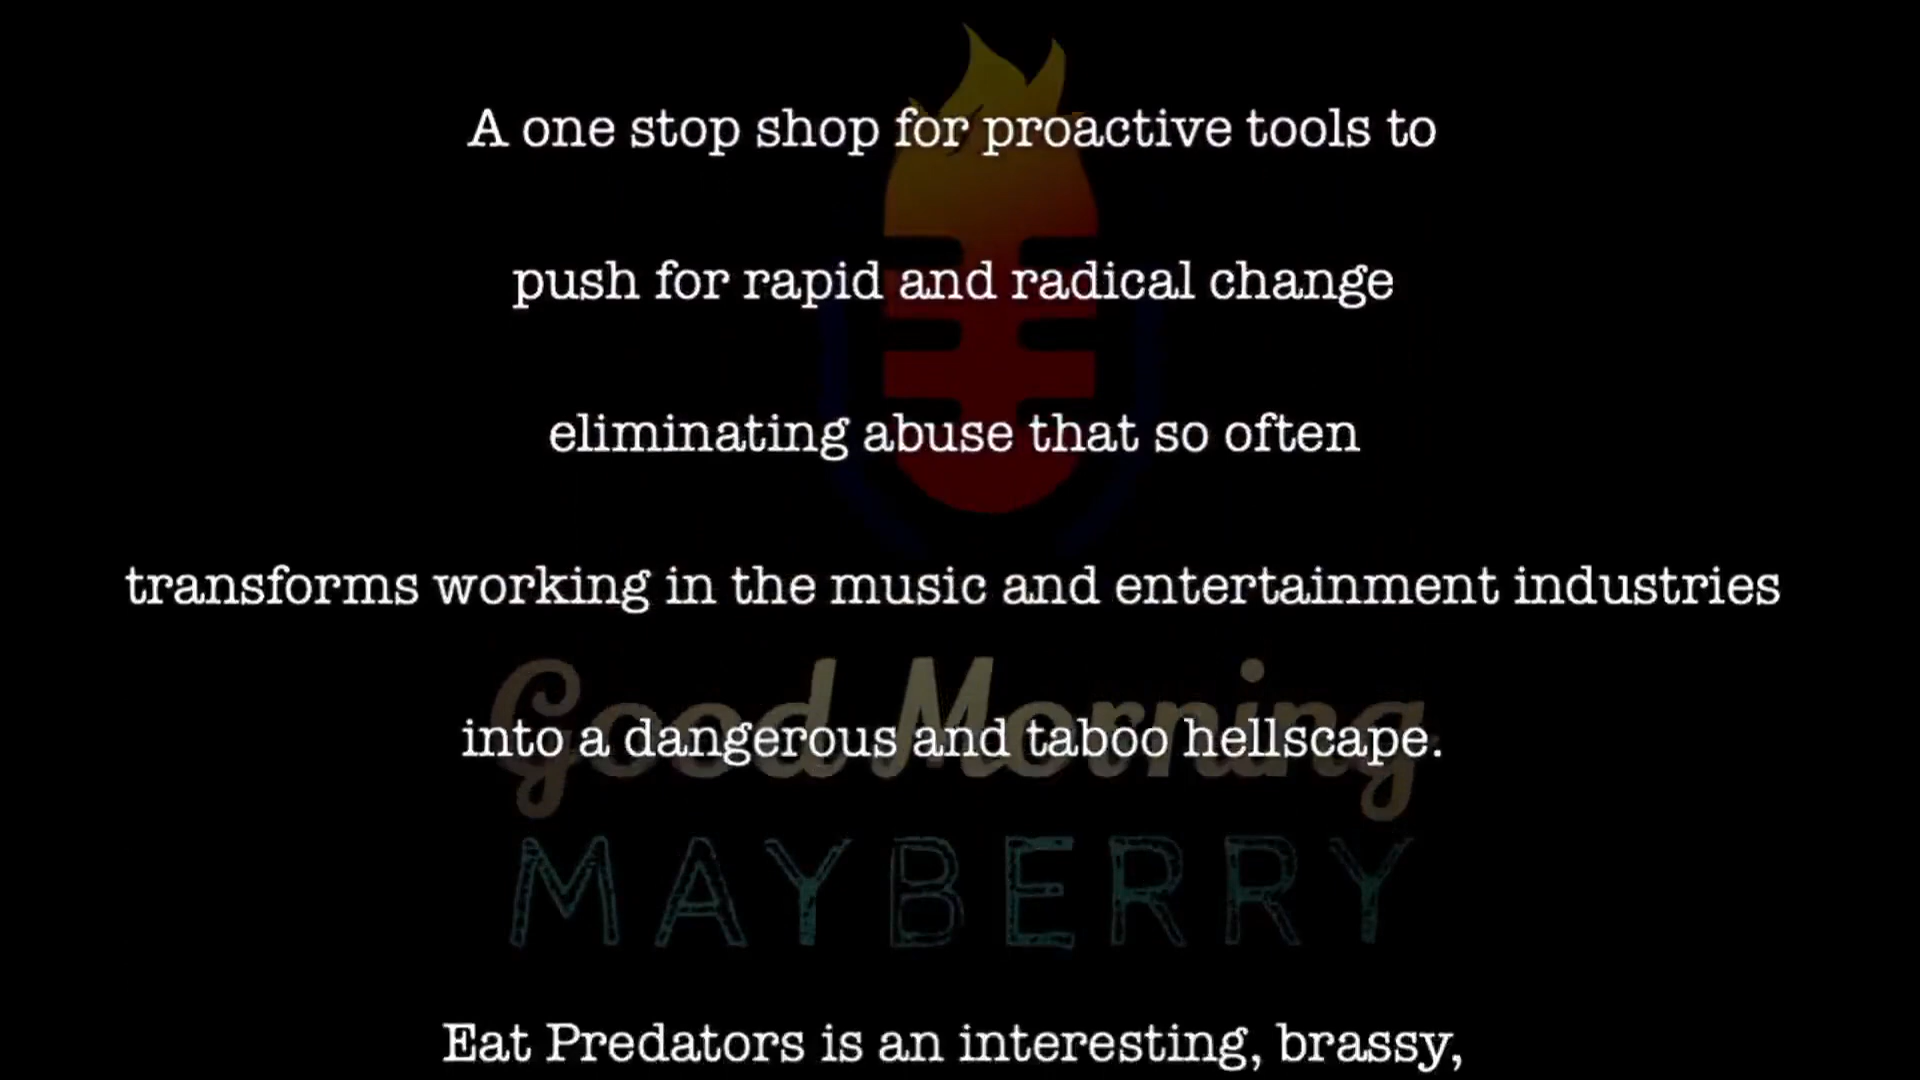 A one stop shop for proactive tools to
push for rapid and radical change
eliminating abuse that so often
transforms working in the music and entertainment industries
into a dangerous and taboo hellscape.
Good Morning
MAYBERRY
Eat Predators is an interesting, brassy,